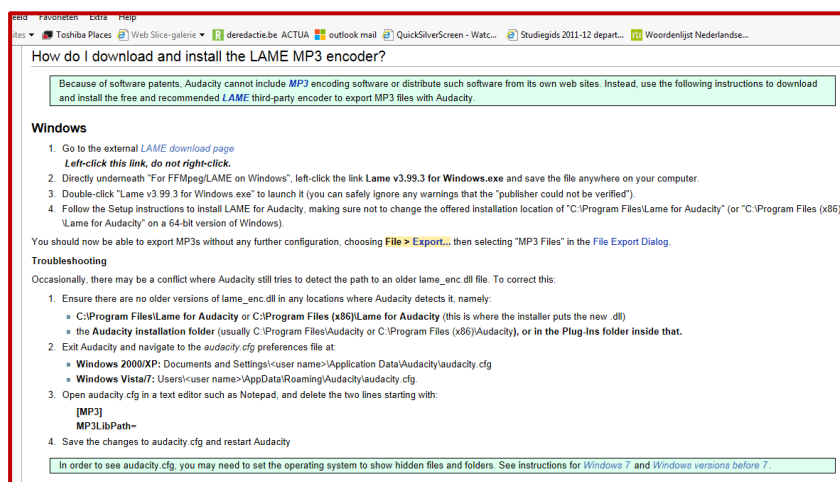 Favorieten Extra Help
Toshiba Places Web Slice-galerie deredactie.be ACTUA outlook mail QuickSilverScreen - Watc... Studiegids 2011-12 depart... Woordenlijst Nederlandse...
How do I download and install the LAME MP3 encoder?
Because of software patents, Audacity cannot include MP3 encoding software or distribute such software from its own web sites. Instead, use the following instructions to download
and install the free and recommended LAME third-party encoder to export MP3 files with Audacity.
Windows
1. Go to the external LAME download page
Left-click this link, do not right-click.
2. Directly underneath "For FFMpeg/LAME on Windows", left-click the link Lame v3.99.3 for Windows.exe and save the file anywhere on your computer.
3. Double-click "Lame v3.99.3 for Windows.exe" to launch it (you can safely ignore any warnings that the "publisher could not be verified").
4. Follow the Setup instructions to install LAME for Audacity, making sure not to change the offered installation location of "C:\Program Files\Lame for Audacity" (or "C:\Program Files (x86)
\Lame for Audacity" on a 64-bit version of Windows).
You should now be able to export MP3s without any further configuration, choosing File > Export... then selecting "MP3 Files" in the File Export Dialog.
Troubleshooting
Occasionally, there may be a conflict where Audacity still tries to detect the path to an older lame_enc.dll file. To correct this:
1. Ensure there are no older versions of lame_enc.dll in any locations where Audacity detects it, namely:
C:\Program Files\Lame for Audacity or C:\Program Files (x86)\Lame for Audacity (this is where the installer puts the new .dll)
the Audacity installation folder (usually C:\Program Files\Audacity or C:\Program Files (x86)\Audacity), or in the Plug-Ins folder inside that.
2. Exit Audacity and navigate to the audacity.cfg preferences file at:
Windows 2000/XP: Documents and Settings\<user name>\Application Data\Audacity\audacity.cfg
Windows Vista/7: Users\<user name>\AppData\Roaming\Audacity\audacity.cfg.
3. Open audacity.cfg in a text editor such as Notepad, and delete the two lines starting with:
[MP3]
MP3LibPath=
4. Save the changes to audacity.cfg and restart Audacity
In order to see audacity.cfg, you may need to set the operating system to show hidden files and folders. See instructions for Windows 7 and Windows versions before 7.